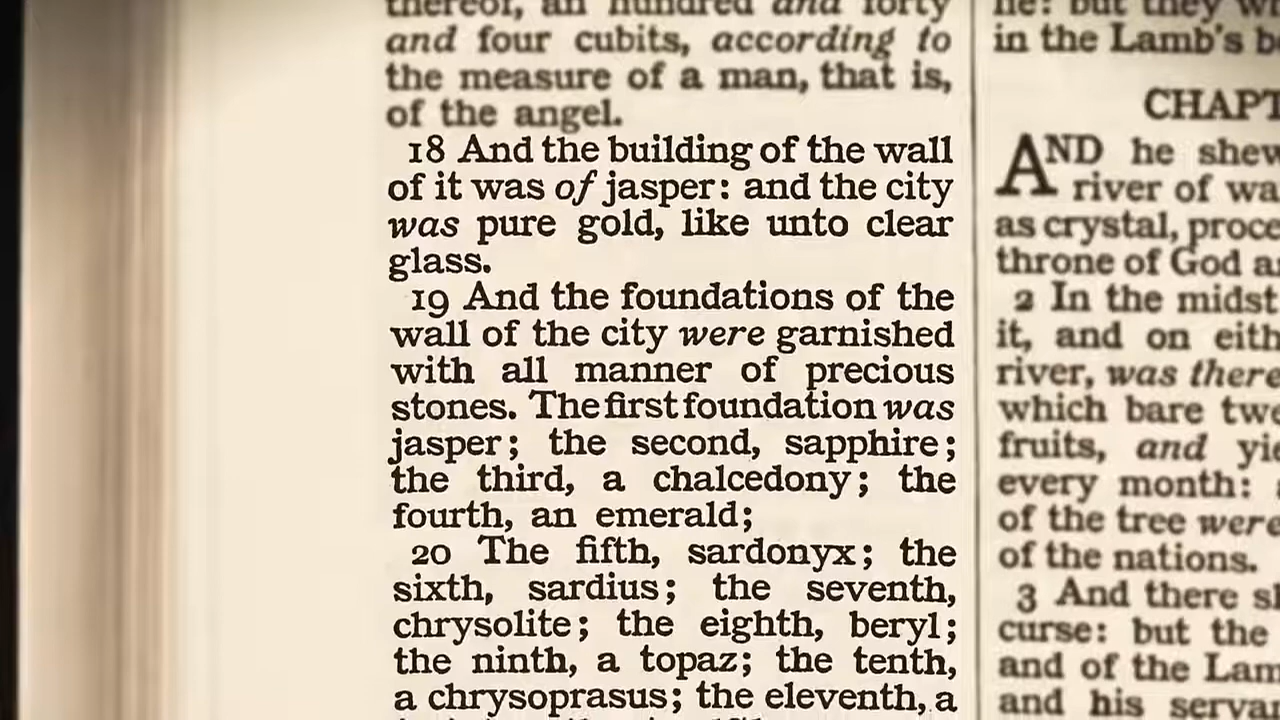 thereof, an hundred and forty
and four cubits, according to
the measure of a man, that is,
of the angel.
18 And the building of the wall
of it was of jasper: and the city
was pure gold, like unto clear
glass.
19 And the foundations of the
wall of the city were garnished
with all manner of precious
stones. The first foundation was
jasper; the second, sapphire;
the third, a chalcedony; the
fourth, an emerald;
20 The fifth, sardonyx; the
sixth, sardius; the seventh,
chrysolite; the eighth, beryl;
the ninth, a topaz; the tenth,
a chrysoprasus; the eleventh, a
lie: but they w
in the Lamb's b
CHAPT
AND he shew
river of wa
as crystal, proce
throne of God a
2 In the midst
it, and on eith
river, was there
which bare tw
fruits, and yie
every month:
of the tree were
of the nations.
3 And there s
curse: but the
and of the Lam
and his servan